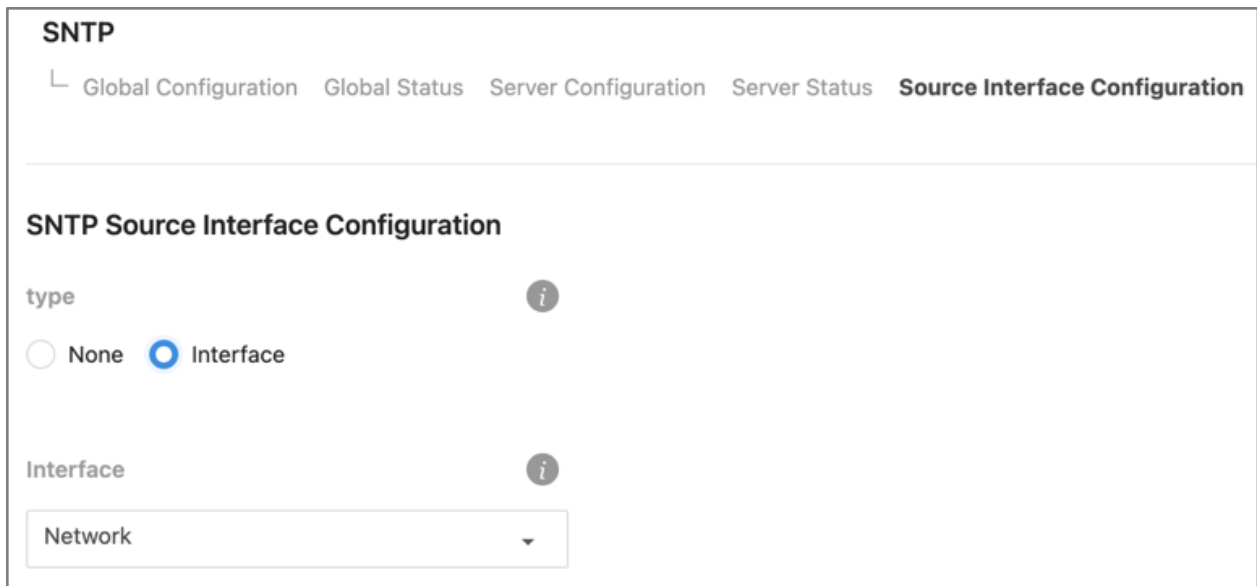 SNTP
Global Configuration Global Status Server Configuration Server Status Source Interface Configuration
SNTP Source Interface Configuration
type i
None Interface
Interface i
Network